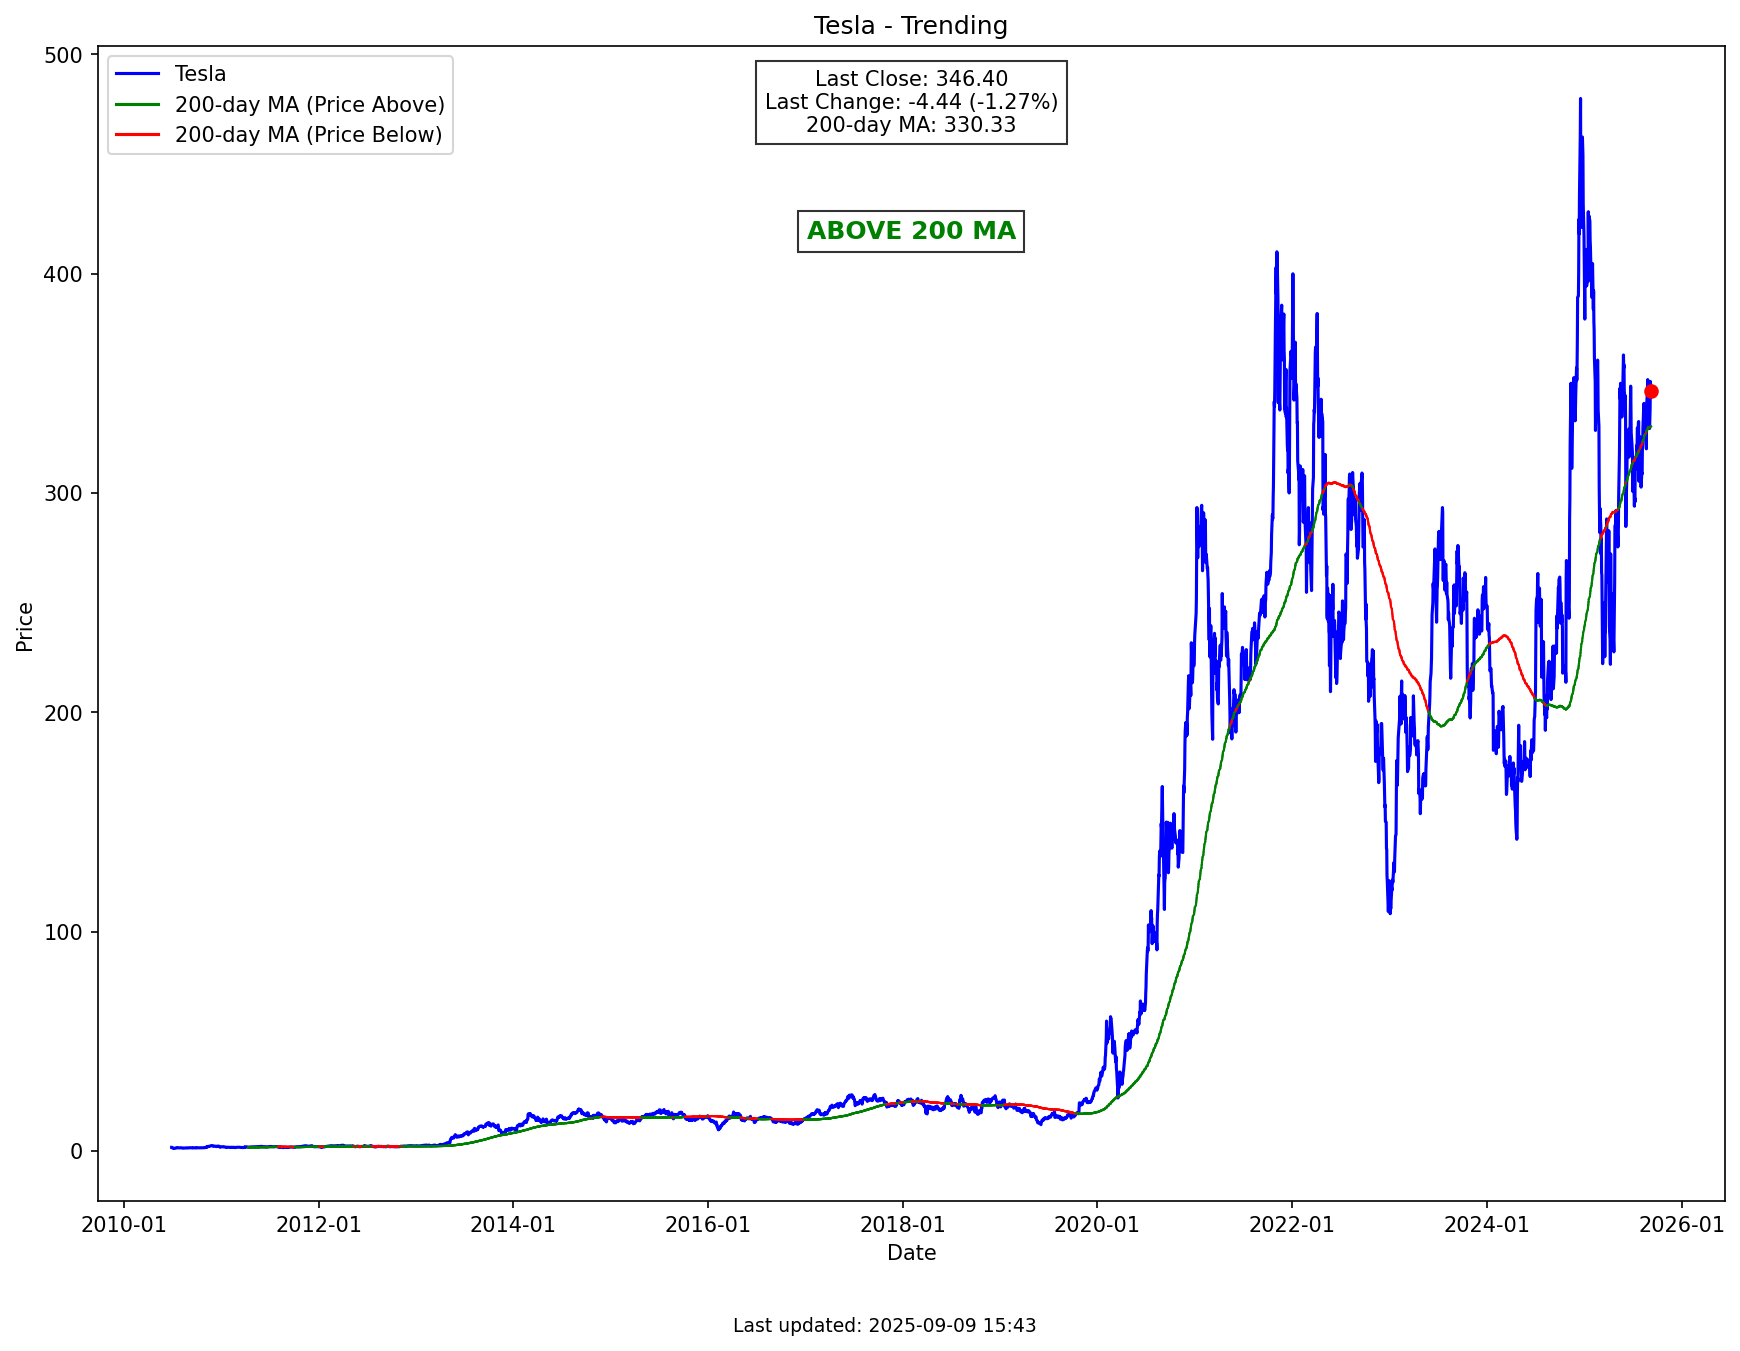 Tesla - Trending
Tesla
200-day MA (Price Above)
200-day MA (Price Below)
Last Close: 346.40
Last Change: -4.44 (-1.27%)
200-day MA: 330.33
ABOVE 200 MA
Price
500
400
300
200
100
0
2010-01
2012-01
2014-01
2016-01
2018-01
2020-01
2022-01
2024-01
2026-01
Date
Last updated: 2025-09-09 15:43